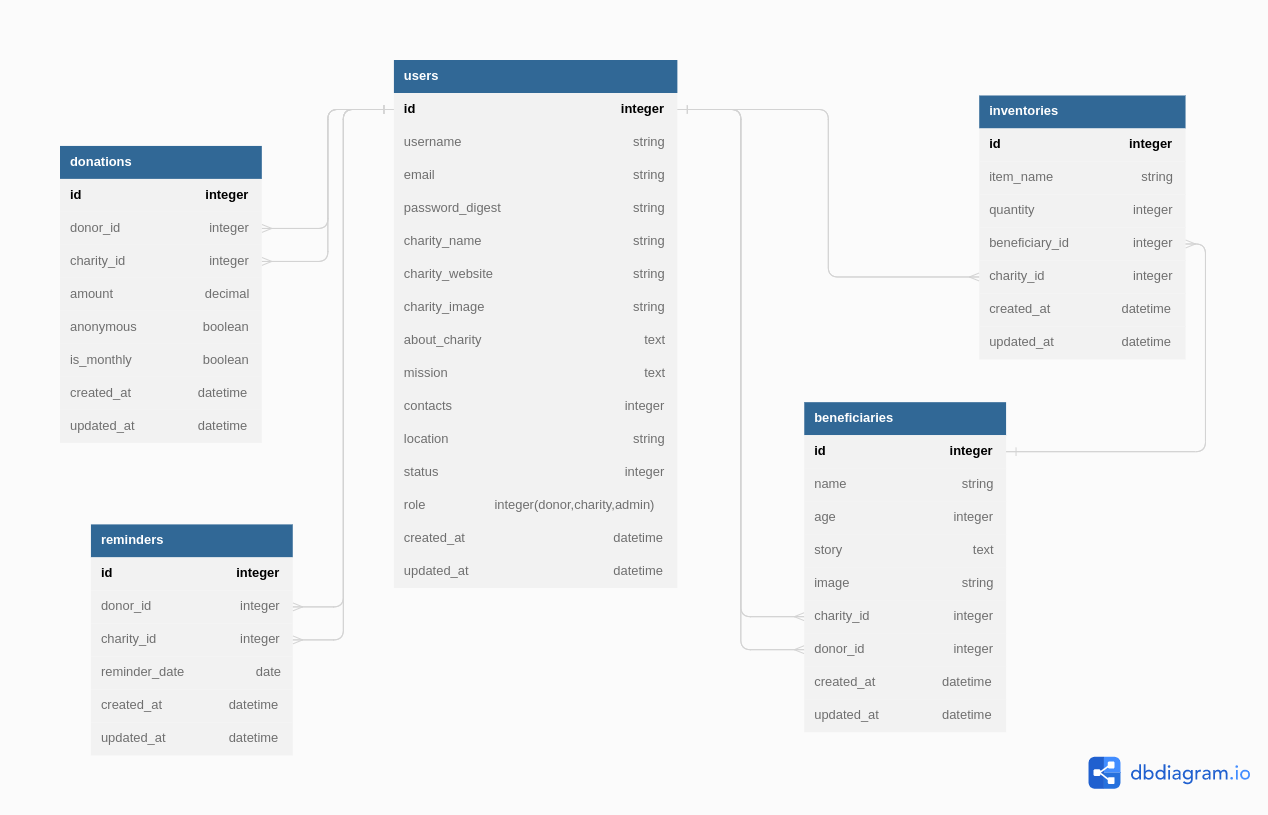 users
id integer
username string
email string
password_digest string
charity_name string
charity_website string
charity_image string
about_charity text
mission text
contacts integer
location string
status integer
role integer(donor,charity,admin)
created_at datetime
updated_at datetime
donations
id integer
donor_id integer
charity_id integer
amount decimal
anonymous boolean
is_monthly boolean
created_at datetime
updated_at datetime
reminders
id integer
donor_id integer
charity_id integer
reminder_date date
created_at datetime
updated_at datetime
inventories
id integer
item_name string
quantity integer
beneficiary_id integer
charity_id integer
created_at datetime
updated_at datetime
beneficiaries
id integer
name string
age integer
story text
image string
charity_id integer
donor_id integer
created_at datetime
updated_at datetime
dbdiagram.io